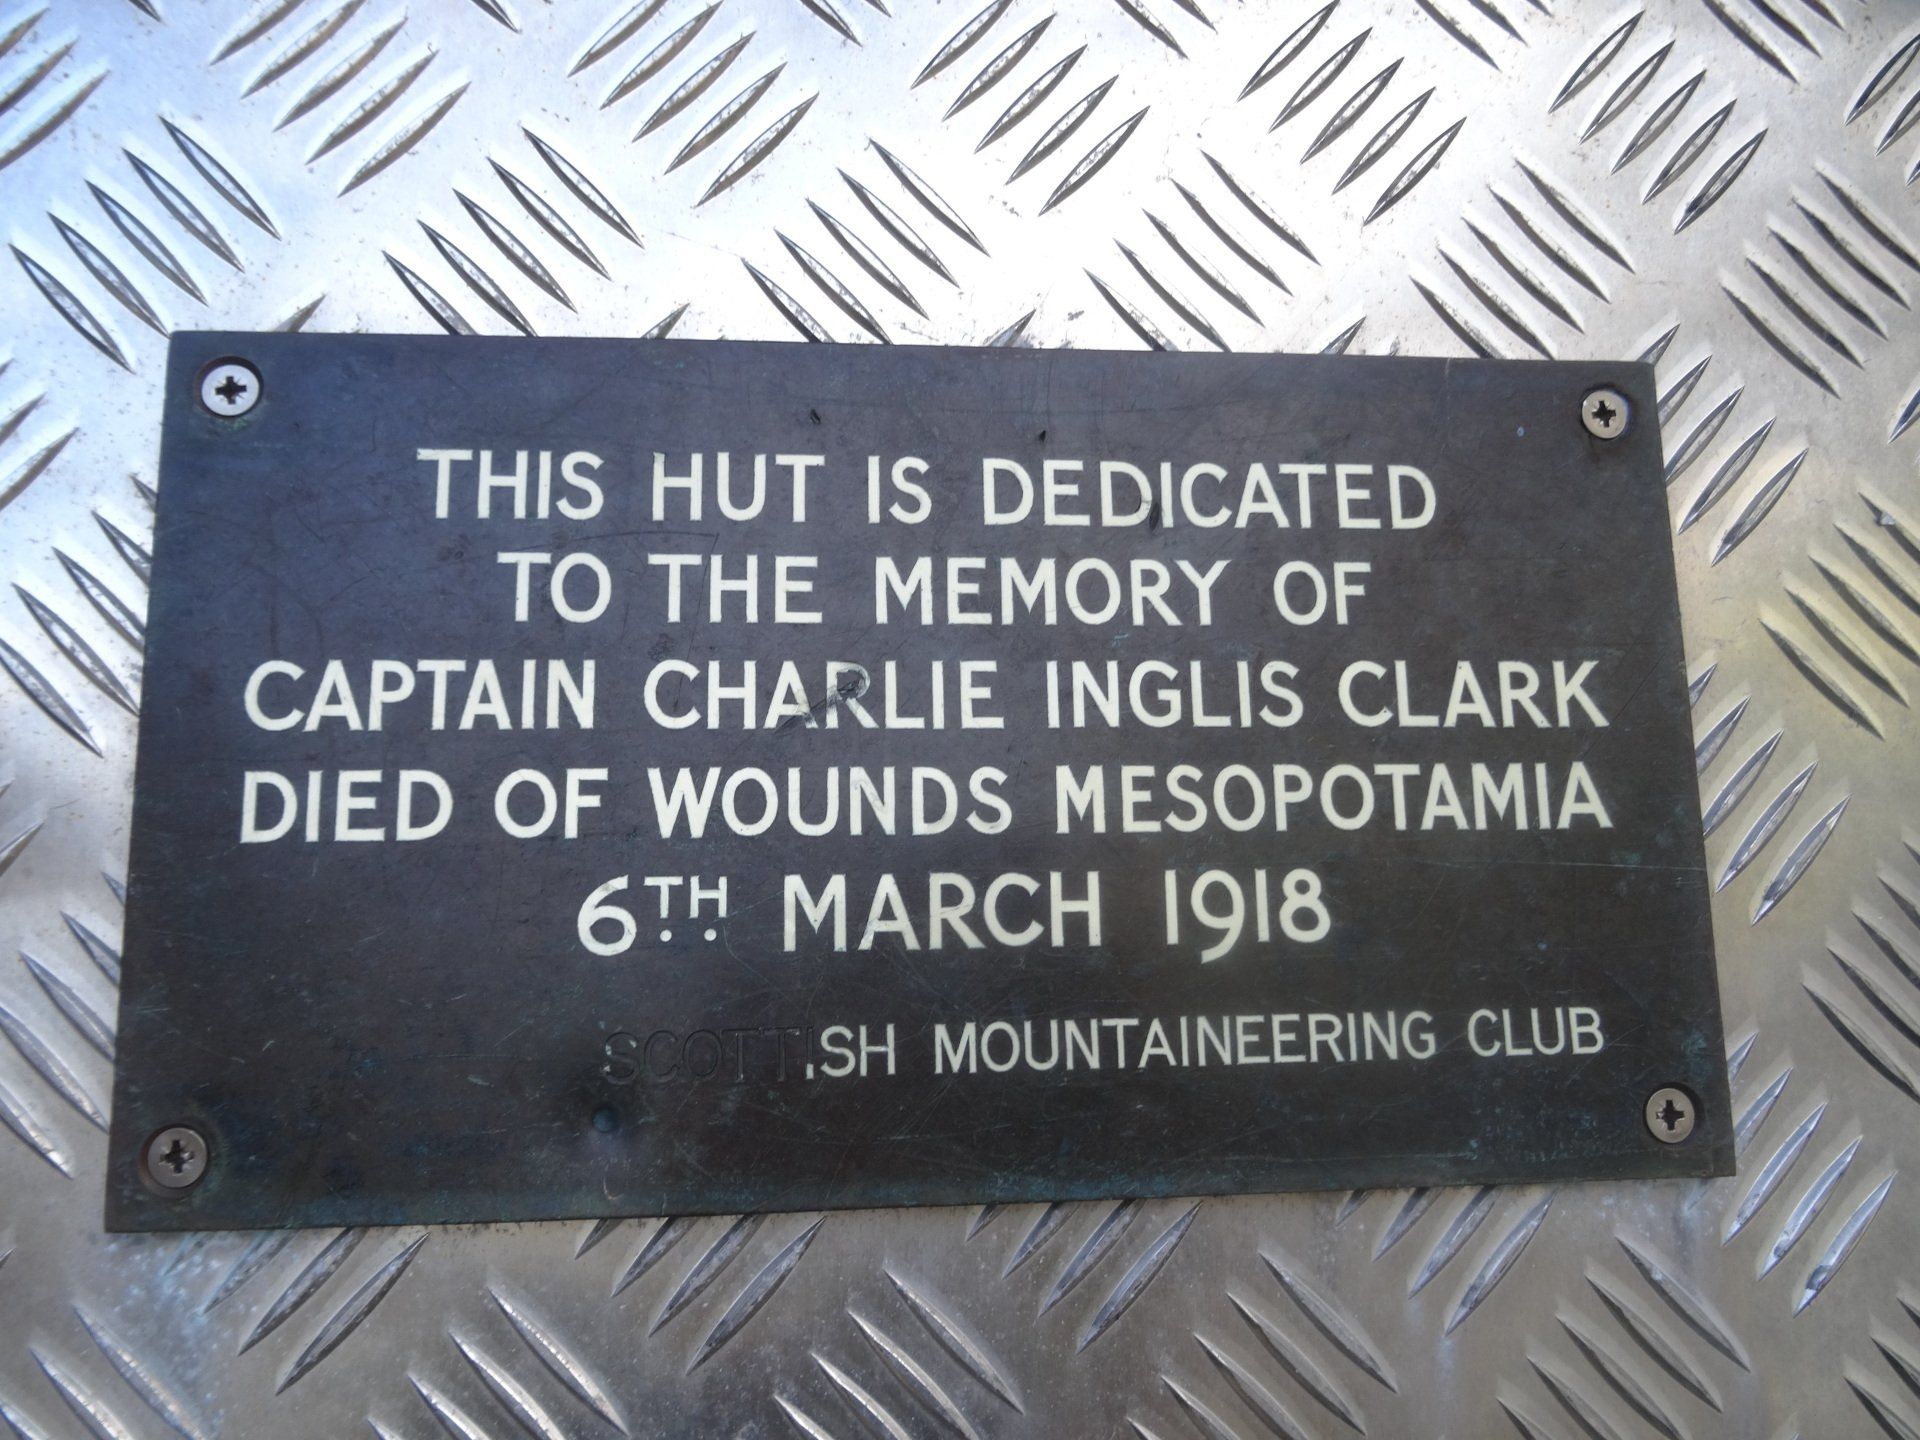 THIS HUT IS DEDICATED
TO THE MEMORY OF
CAPTAIN CHARLIE INGLIS CLARK
DIED OF WOUNDS MESOPOTAMIA
6TH MARCH 1918
SCOTTISH MOUNTAINEERING CLUB